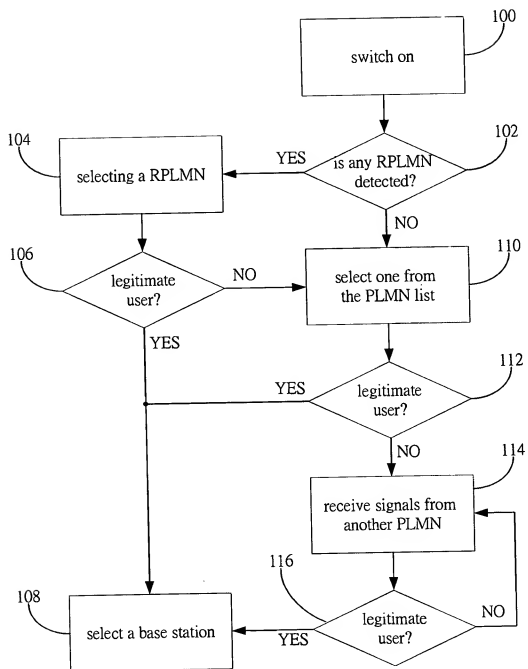 100
switch on
104
YES
is any RPLMN
detected?
102
selecting a RPLMN
NO
106
legitimate
user?
NO
select one from
the PLMN list
110
YES
YES
legitimate
user?
112
NO
114
receive signals from
another PLMN
116
108
select a base station
YES
legitimate
user?
NO